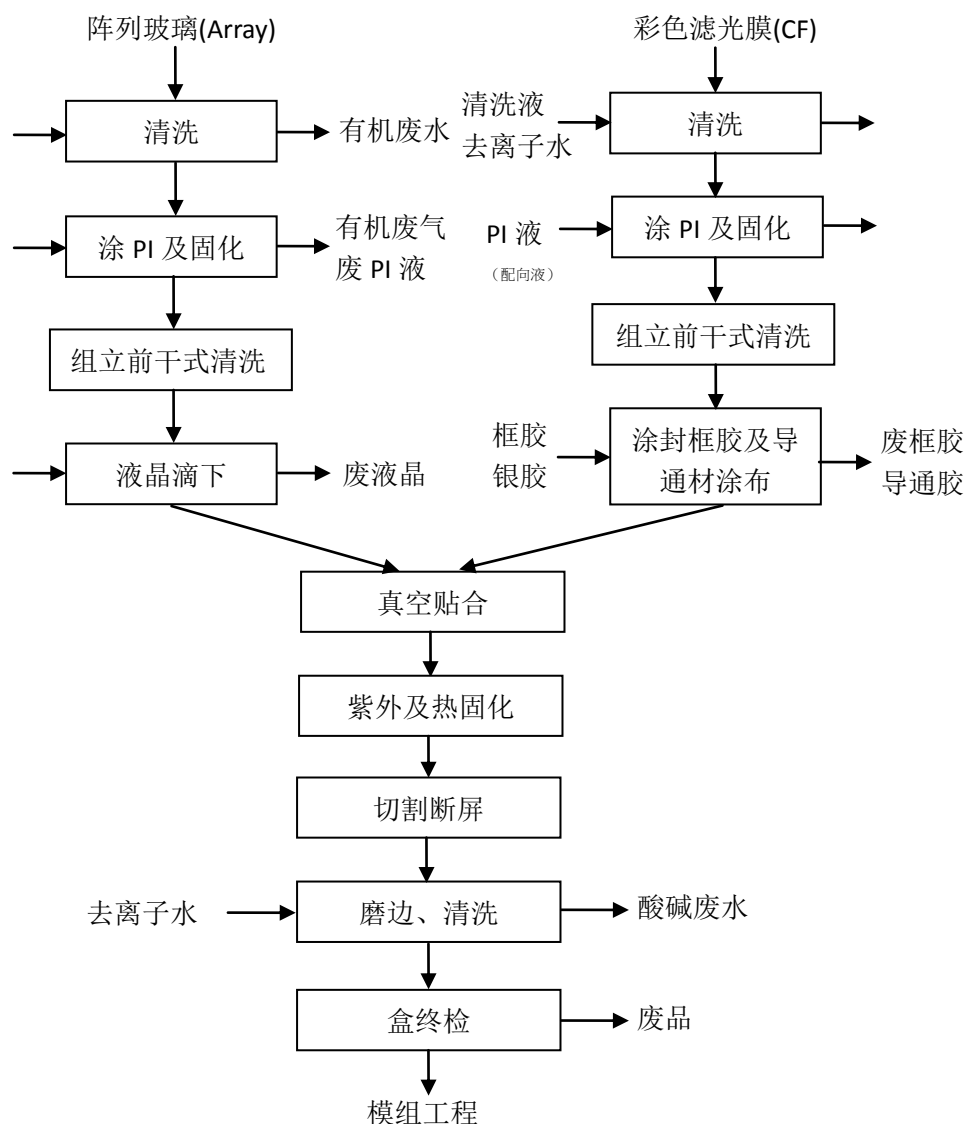 阵列玻璃(Array)
彩色滤光膜(CF)
清洗
有机废水
清洗液
去离子水
清洗
涂 PI 及固化
有机废气
废 PI 液
PI 液
（配向液）
涂 PI 及固化
组立前干式清洗
组立前干式清洗
液晶滴下
废液晶
框胶
银胶
涂封框胶及导
通材涂布
废框胶
导通胶
真空贴合
紫外及热固化
切割断屏
去离子水
磨边、清洗
酸碱废水
盒终检
废品
模组工程